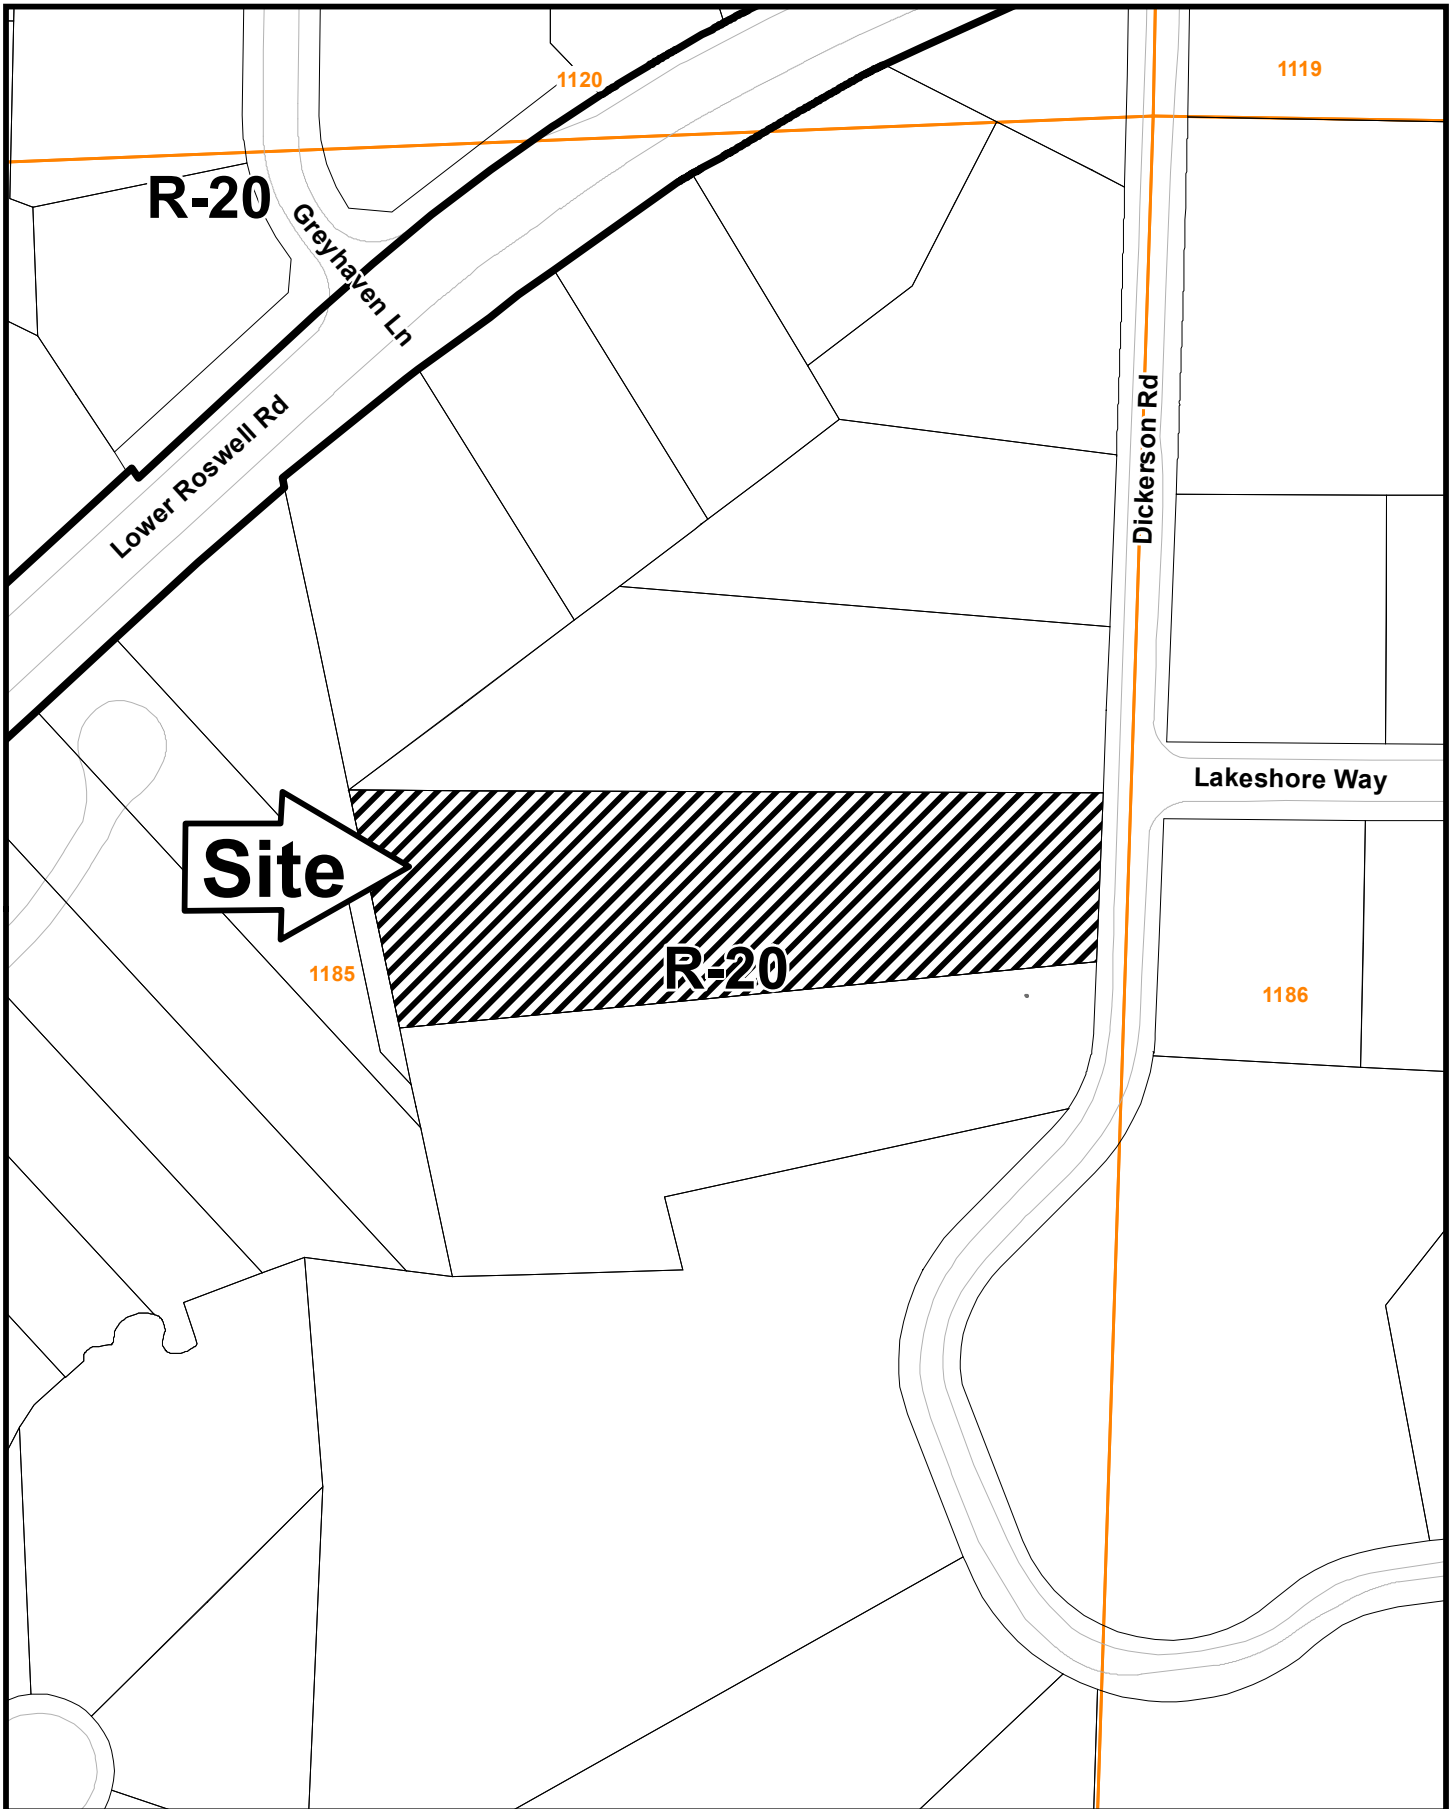 1120
1119
R-20
Greyhaven Ln
Lower Roswell Rd
Dickerson Rd
Lakeshore Way
Site
R-20
1185
1186